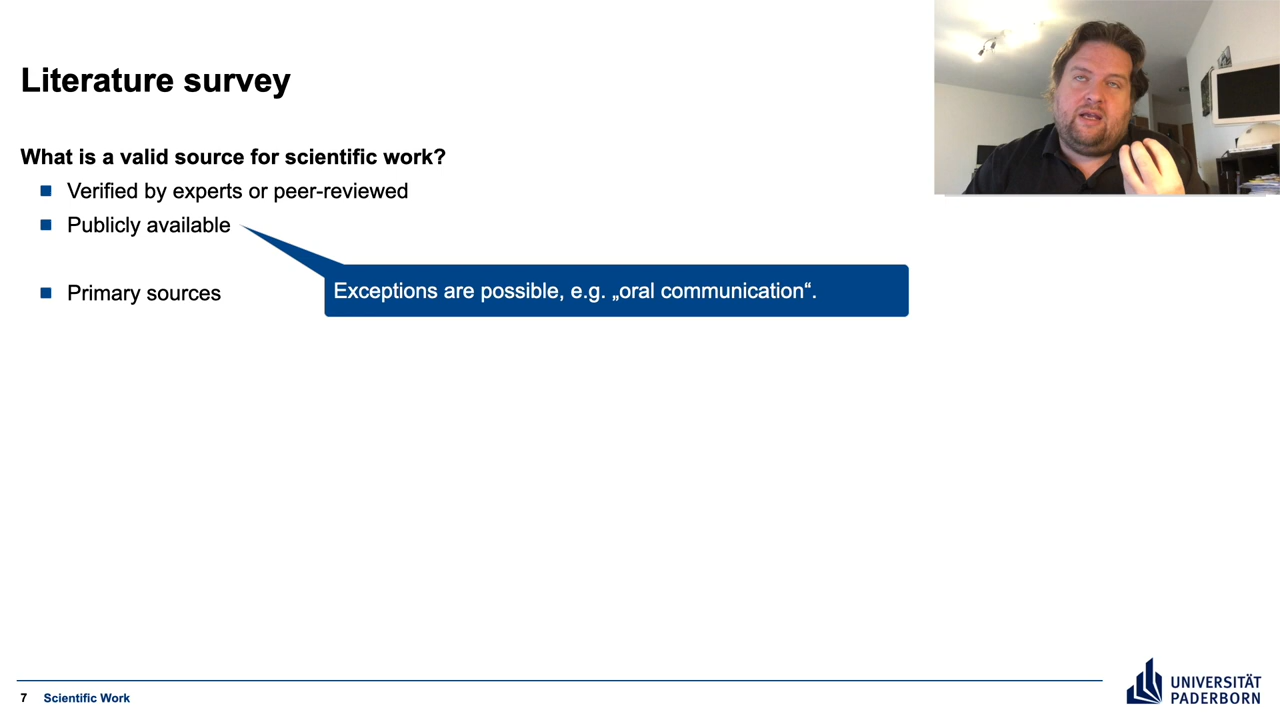 Literature survey
What is a valid source for scientific work?
Verified by experts or peer-reviewed
Publicly available
Exceptions are possible, e.g. „oral communication“.
Primary sources
7 Scientific Work
UNIVERSITÄT
PADERBORN